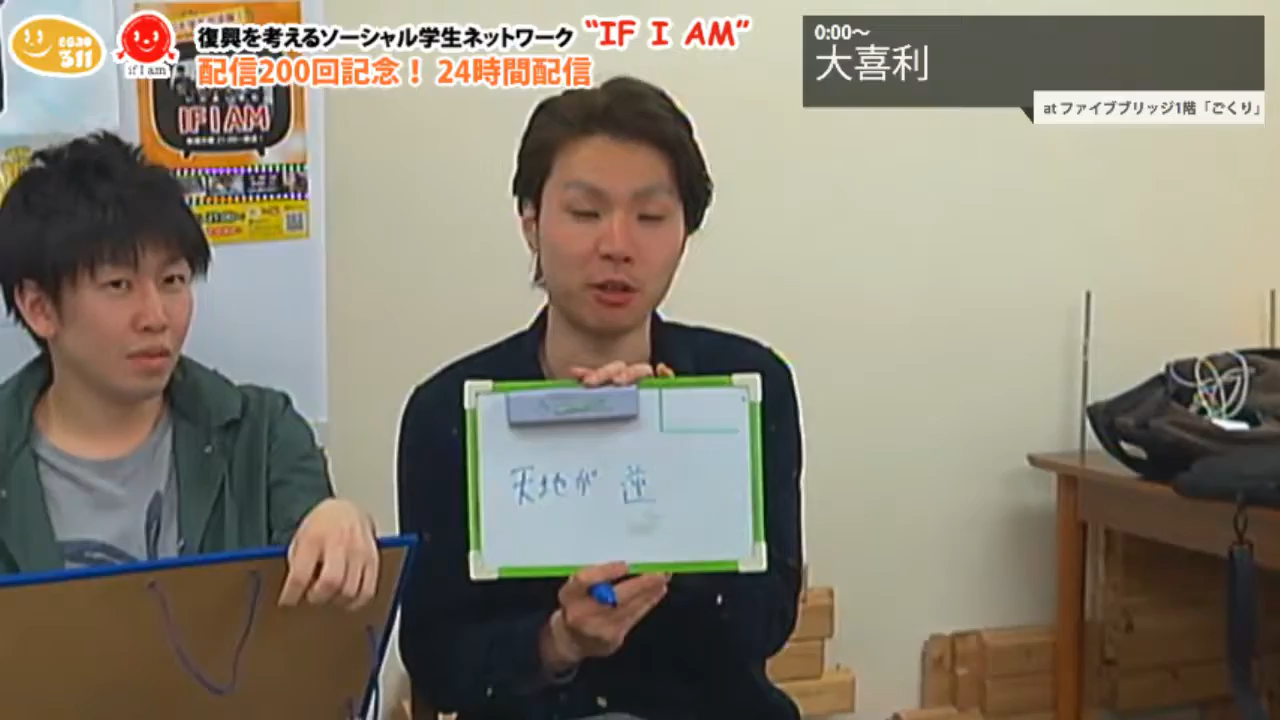 復興を考えるソーシャル学生ネットワーク "IF I AM"
配信200回記念！ 24時間配信
0:00～
大喜利
at ファイブブリッジ1階「ごくり」
311
if I am
IF I AM
天地が 逆